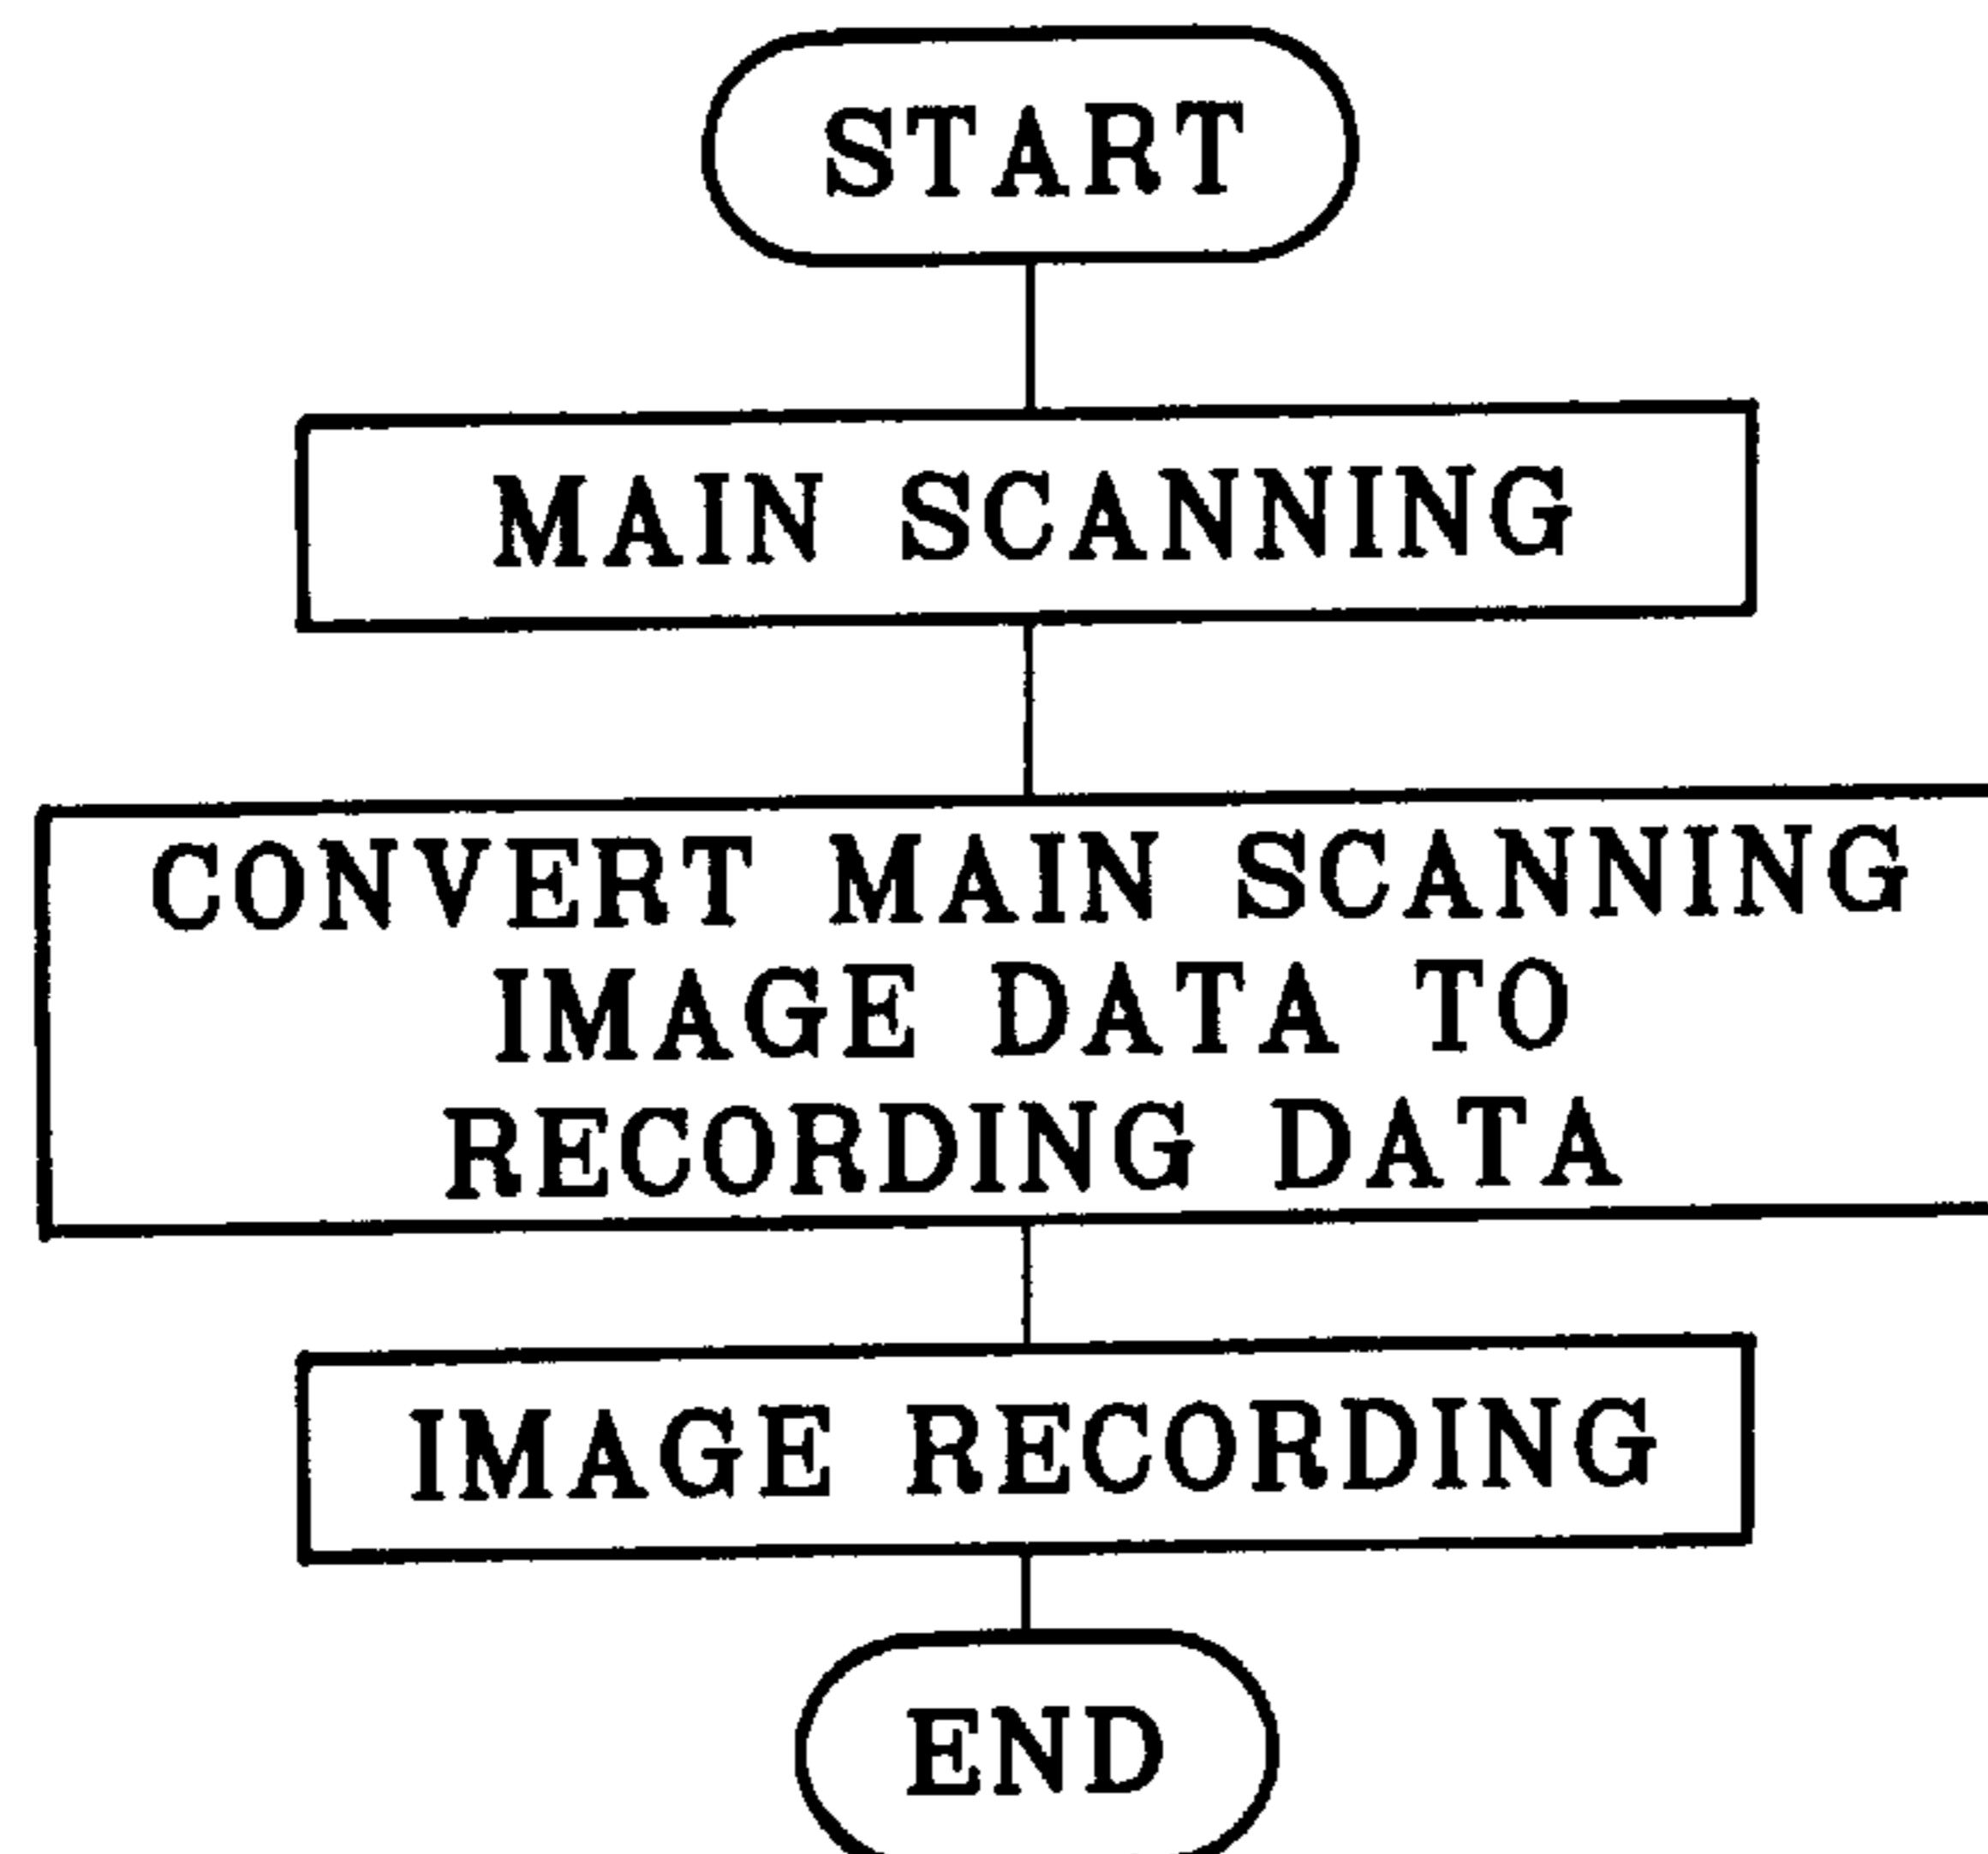 START
MAIN SCANNING
CONVERT MAIN SCANNING
IMAGE DATA TO
RECORDING DATA
IMAGE RECORDING
END